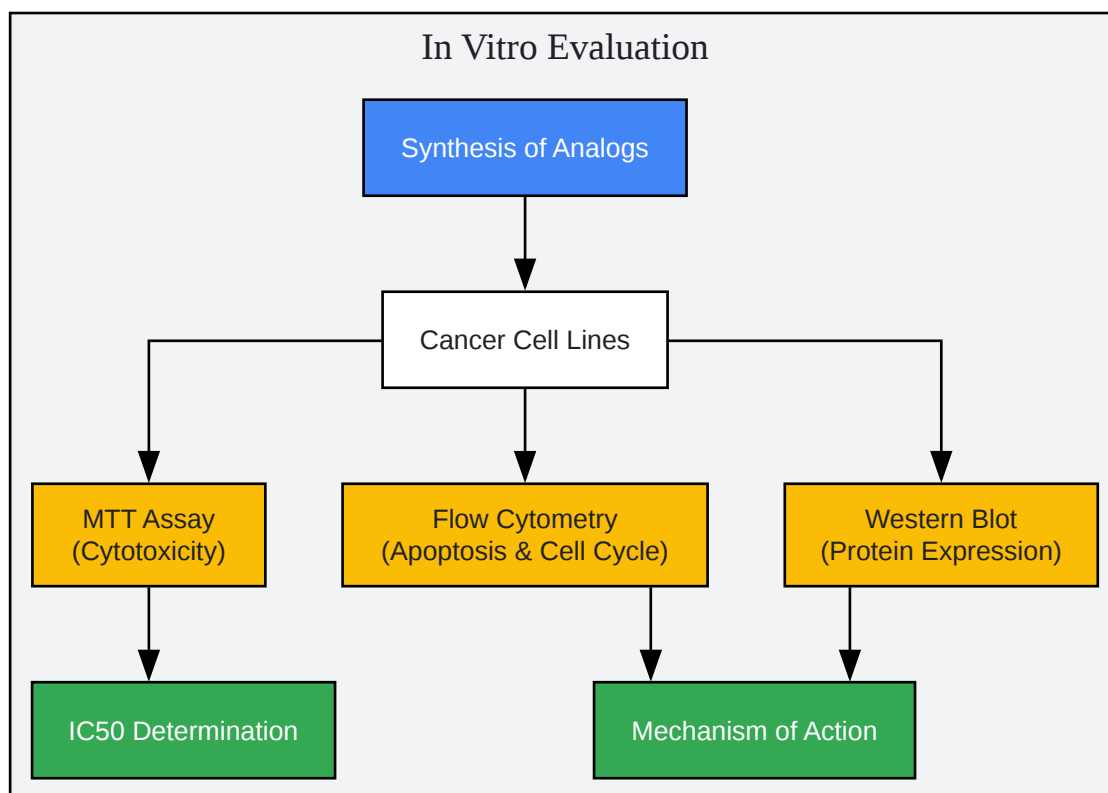 In Vitro Evaluation
Synthesis of Analogs
Cancer Cell Lines
MTT Assay
(Cytotoxicity)
Flow Cytometry
(Apoptosis & Cell Cycle)
Western Blot
(Protein Expression)
IC50 Determination
Mechanism of Action